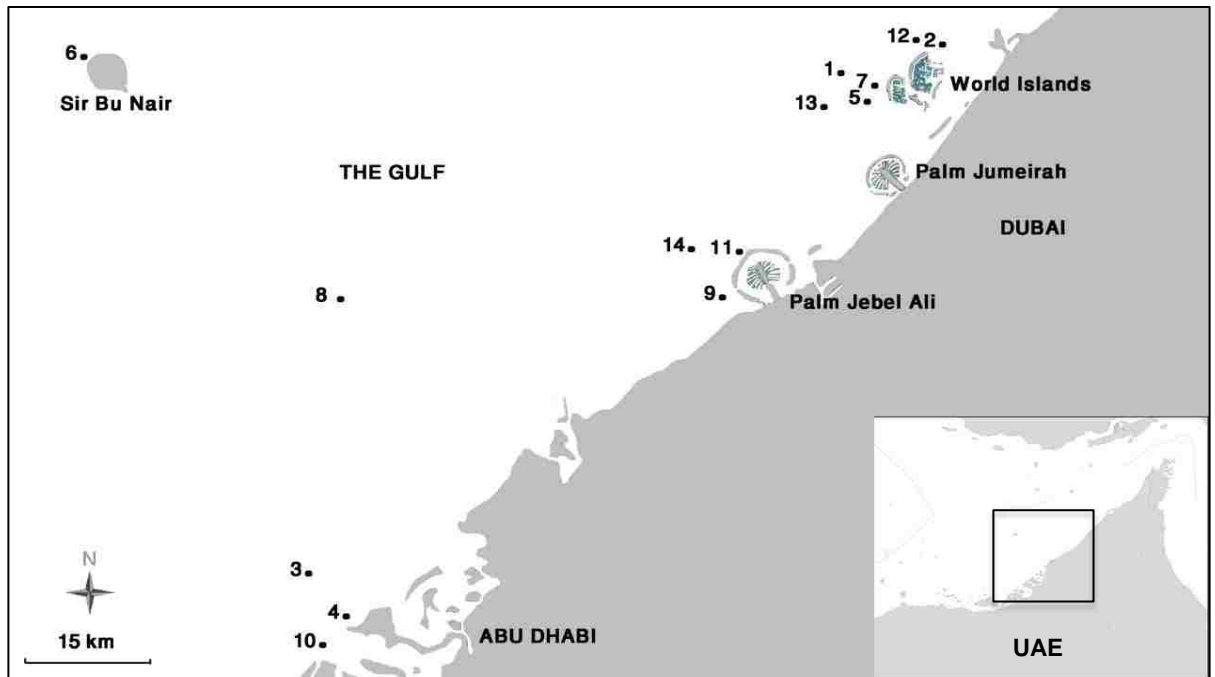 12 2
6
1
7 World Islands
Sir Bu Nair 13 5
THE GULF Palm Jumeirah
DUBAI
14 11
8 9 Palm Jebel Ali
N
3
4
15 km 10 ABU DHABI
UAE